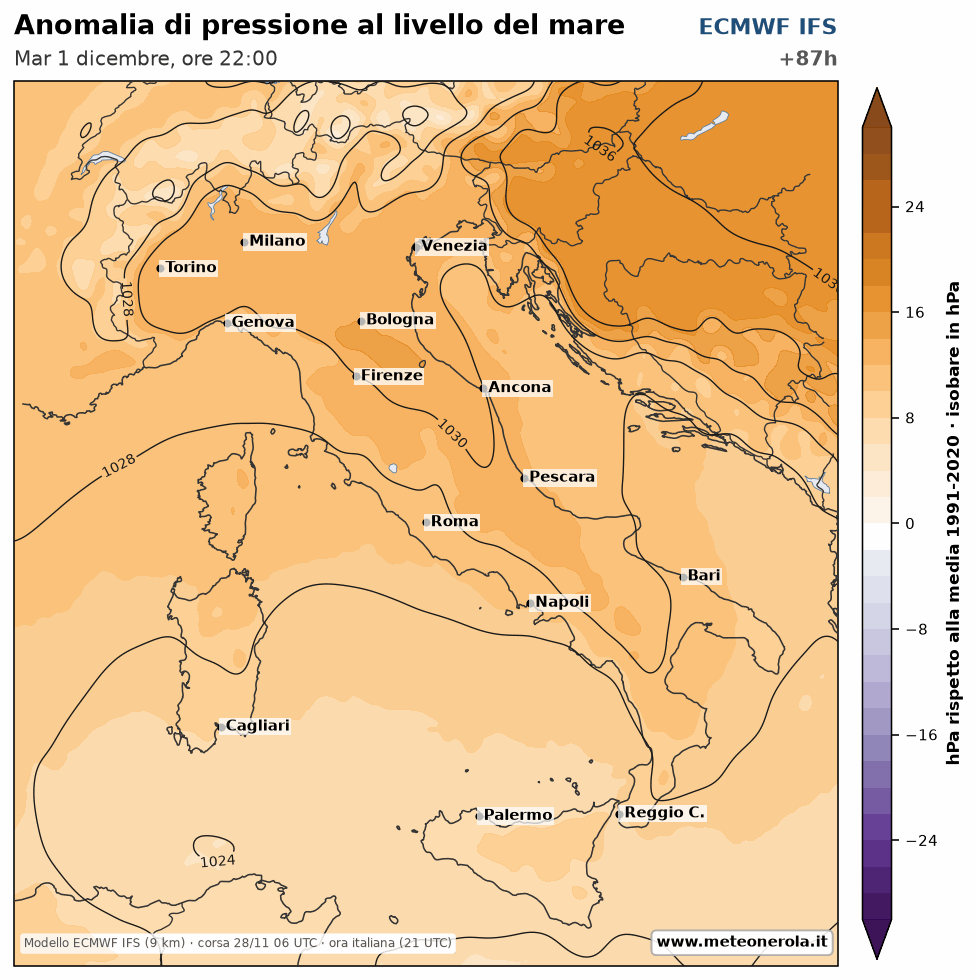 Anomalia di pressione al livello del mare
ECMWF IFS
Mar 1 dicembre, ore 22:00
+87h
1036
Milano
Venezia
Torino
1028
Genova
Bologna
Firenze
Ancona
1030
1028
Pescara
Roma
Bari
Napoli
Cagliari
Palermo
Reggio C.
1024
Modello ECMWF IFS (9 km) · corsa 28/11 06 UTC · ora italiana (21 UTC)
www.meteonerola.it
24
16
8
0
−8
−16
−24
hPa rispetto alla media 1991-2020 · isobare in hPa